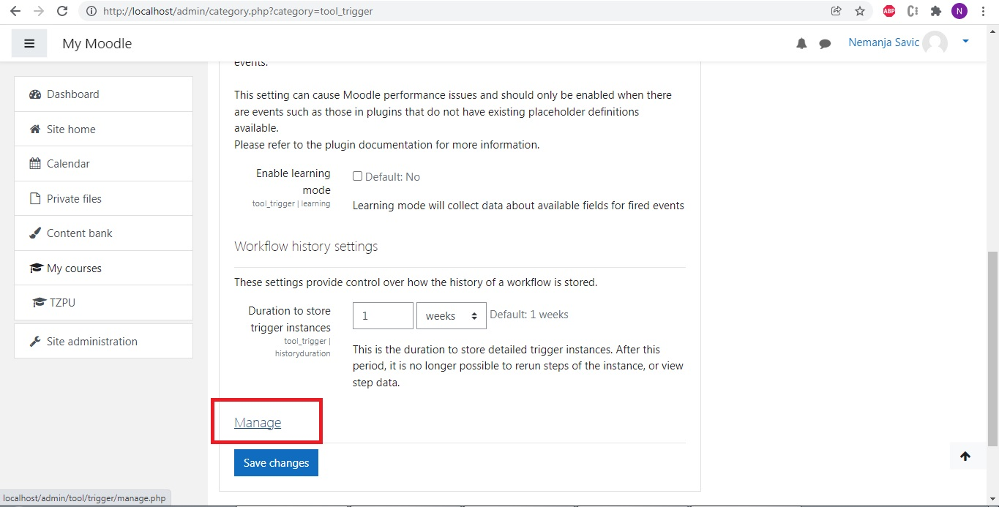 http://localhost/admin/category.php?category=tool_trigger
ABP
N
My Moodle
Nemanja Savic
Dashboard
Site home
Calendar
Private files
Content bank
My courses
TZPU
Site administration
events.
This setting can cause Moodle performance issues and should only be enabled when there
are events such as those in plugins that do not have existing placeholder definitions
available.
Please refer to the plugin documentation for more information.
Enable learning
mode
tool_trigger | learning
Default: No
Learning mode will collect data about available fields for fired events
Workflow history settings
These settings provide control over how the history of a workflow is stored.
Duration to store
trigger instances
tool_trigger |
historyduration
1
weeks
Default: 1 weeks
This is the duration to store detailed trigger instances. After this
period, it is no longer possible to rerun steps of the instance, or view
step data.
Manage
Save changes
localhost/admin/tool/trigger/manage.php